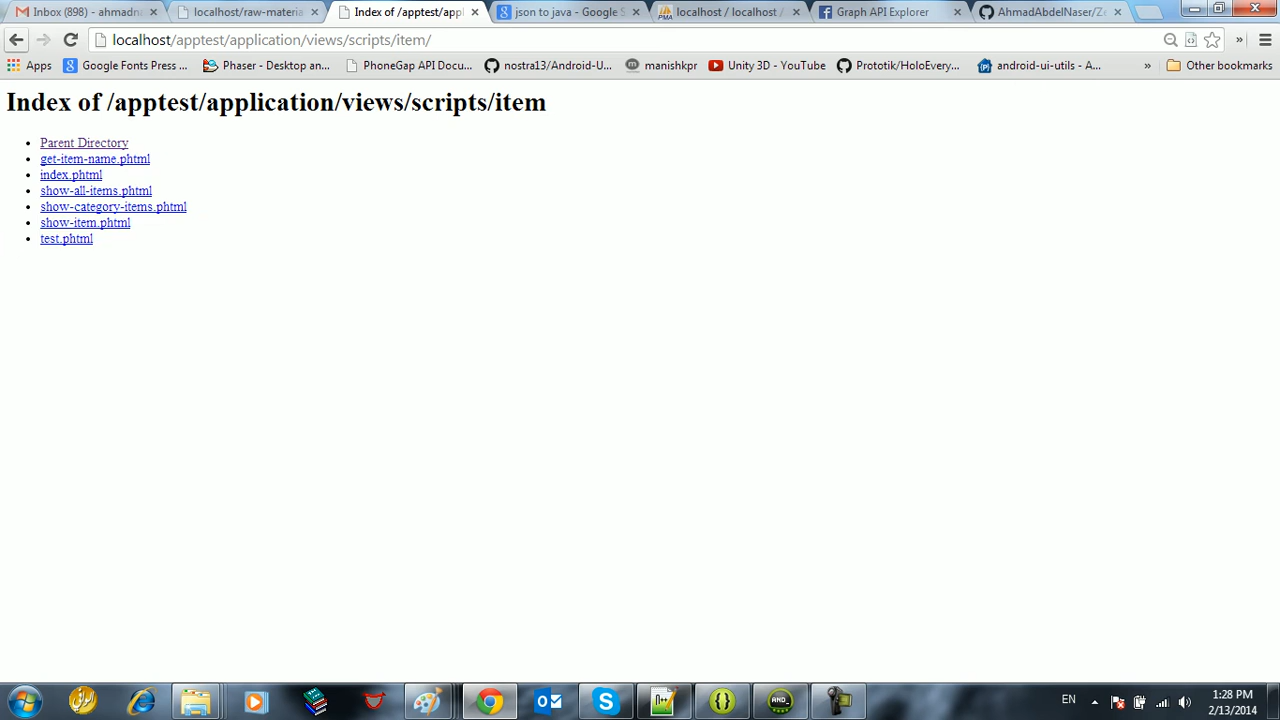 Inbox (898) - ahmadn
localhost/raw-materia
Index of /apptest/appl
json to java - Google S
localhost / localhost /
Graph API Explorer
AhmadAbdelNaser/Ze
localhost/apptest/application/views/scripts/item/
»
Apps
Google Fonts Press ...
Phaser - Desktop an...
PhoneGap API Docu...
nostra13/Android-U...
manishkpr
Unity 3D - YouTube
Prototik/HoloEvery...
android-ui-utils - A...
»
Other bookmarks
Index of /apptest/application/views/scripts/item
Parent Directory
get-item-name.phtml
index.phtml
show-all-items.phtml
show-category-items.phtml
show-item.phtml
test.phtml
EN
1:28 PM
2/13/2014